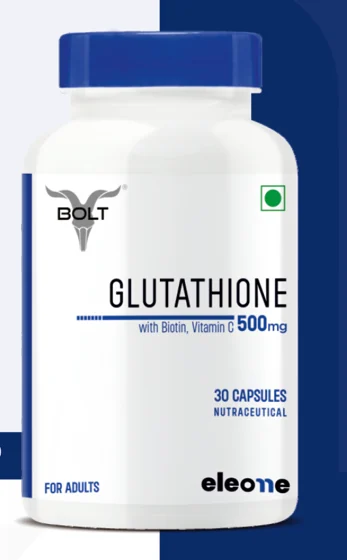 BOLT
®
GLUTATHIONE
with Biotin, Vitamin C 500mg
30 CAPSULES
NUTRACEUTICAL
FOR ADULTS
eleone